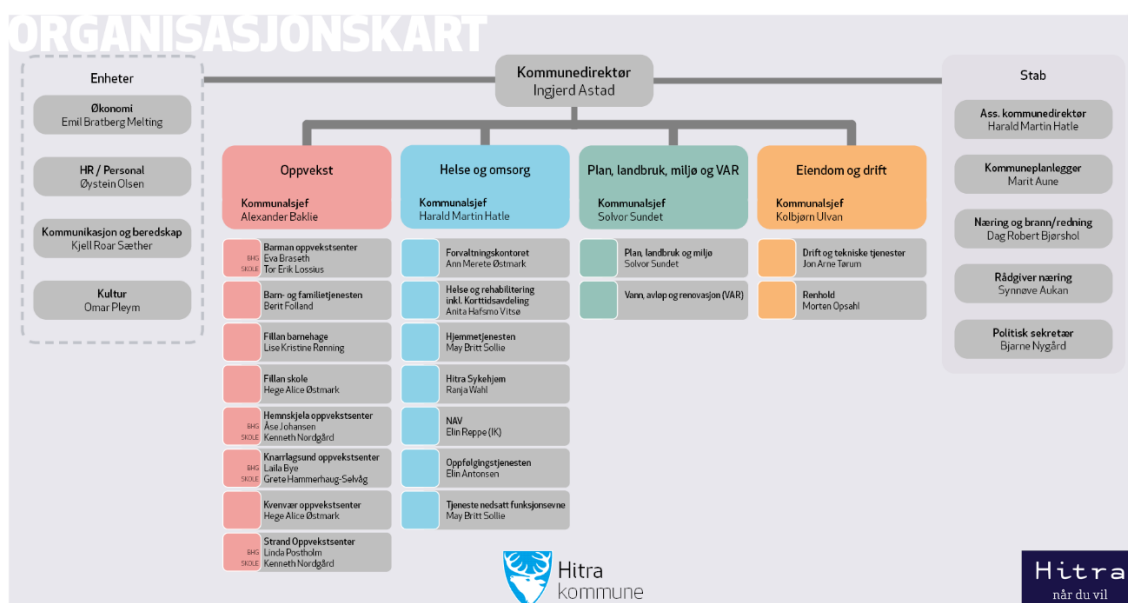 ORGANISASJONSKART
Enheter
Økonomi
Emil Bratberg Melting
HR / Personal
Øystein Olsen
Kommunikasjon og beredskap
Kjell Roar Sæther
Kultur
Omar Pleym
Kommunedirektør
Ingjerd Astad
Stab
Ass. kommunedirektør
Harald Martin Hatle
Kommuneplanlegger
Marit Aune
Næring og brann/redning
Dag Robert Bjørshol
Rådgiver næring
Synnøve Aukan
Politisk sekretær
Bjarne Nygård
Oppvekst
Kommunalsjef
Alexander Baklie
Barman oppvekstsenter
BHG Eva Braseth
SKOLE Tor Erik Lossius
Barn- og familietjenesten
Berit Folland
Fillan barnehage
Lise Kristine Rønning
Fillan skole
Hege Alice Østmark
Hemnskjela oppvekstsenter
BHG Åse Johansen
SKOLE Kenneth Nordgård
Knarrlagsund oppvekstsenter
BHG Laila Bye
SKOLE Grete Hammerhaug-Selvåg
Kvenvær oppvekstsenter
Hege Alice Østmark
Strand Oppvekstsenter
BHG Linda Postholm
SKOLE Kenneth Nordgård
Helse og omsorg
Kommunalsjef
Harald Martin Hatle
Forvaltningskontoret
Ann Merete Østmark
Helse og rehabilitering
inkl. Korttidsavdeling
Anita Hafsmo Vitsø
Hjemmetjenesten
May Britt Sollie
Hitra Sykehjem
Ranja Wahl
NAV
Elin Reppe (IK)
Oppfølgingstjenesten
Elin Antonsen
Tjeneste nedsatt funksjonsevne
May Britt Sollie
Plan, landbruk, miljø og VAR
Kommunalsjef
Solvor Sundet
Plan, landbruk og miljø
Solvor Sundet
Vann, avløp og renovasjon (VAR)
Eiendom og drift
Kommunalsjef
Kolbjørn Ulvan
Drift og tekniske tjenester
Jon Arne Tørum
Renhold
Morten Opsahl
Hitra
kommune
Hitra
når du vil